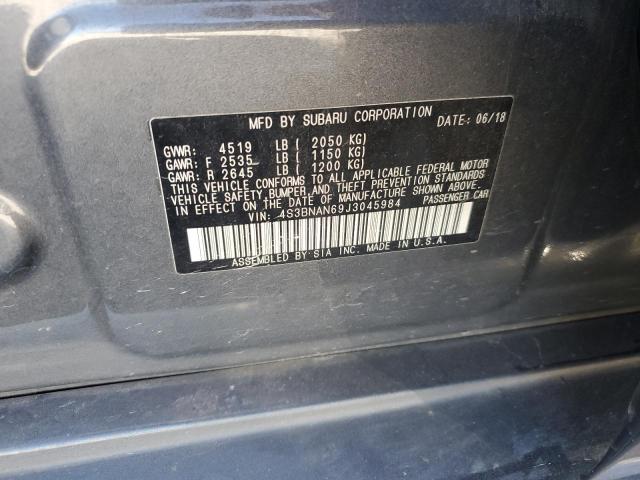 MFD BY SUBARU CORPORATION DATE: 06/18
GVWR: 4519 LB ( 2050 KG)
GAWR: F 2535 LB ( 1150 KG)
GAWR: R 2645 LB ( 1200 KG)
THIS VEHICLE CONFORMS TO ALL APPLICABLE FEDERAL MOTOR
VEHICLE SAFETY BUMPER, AND THEFT PREVENTION STANDARDS
IN EFFECT ON THE DATE OF MANUFACTURE SHOWN ABOVE.
VIN: 4S3BNAN69J3045984 PASSENGER CAR
ASSEMBLED BY SIA INC. MADE IN U.S.A.